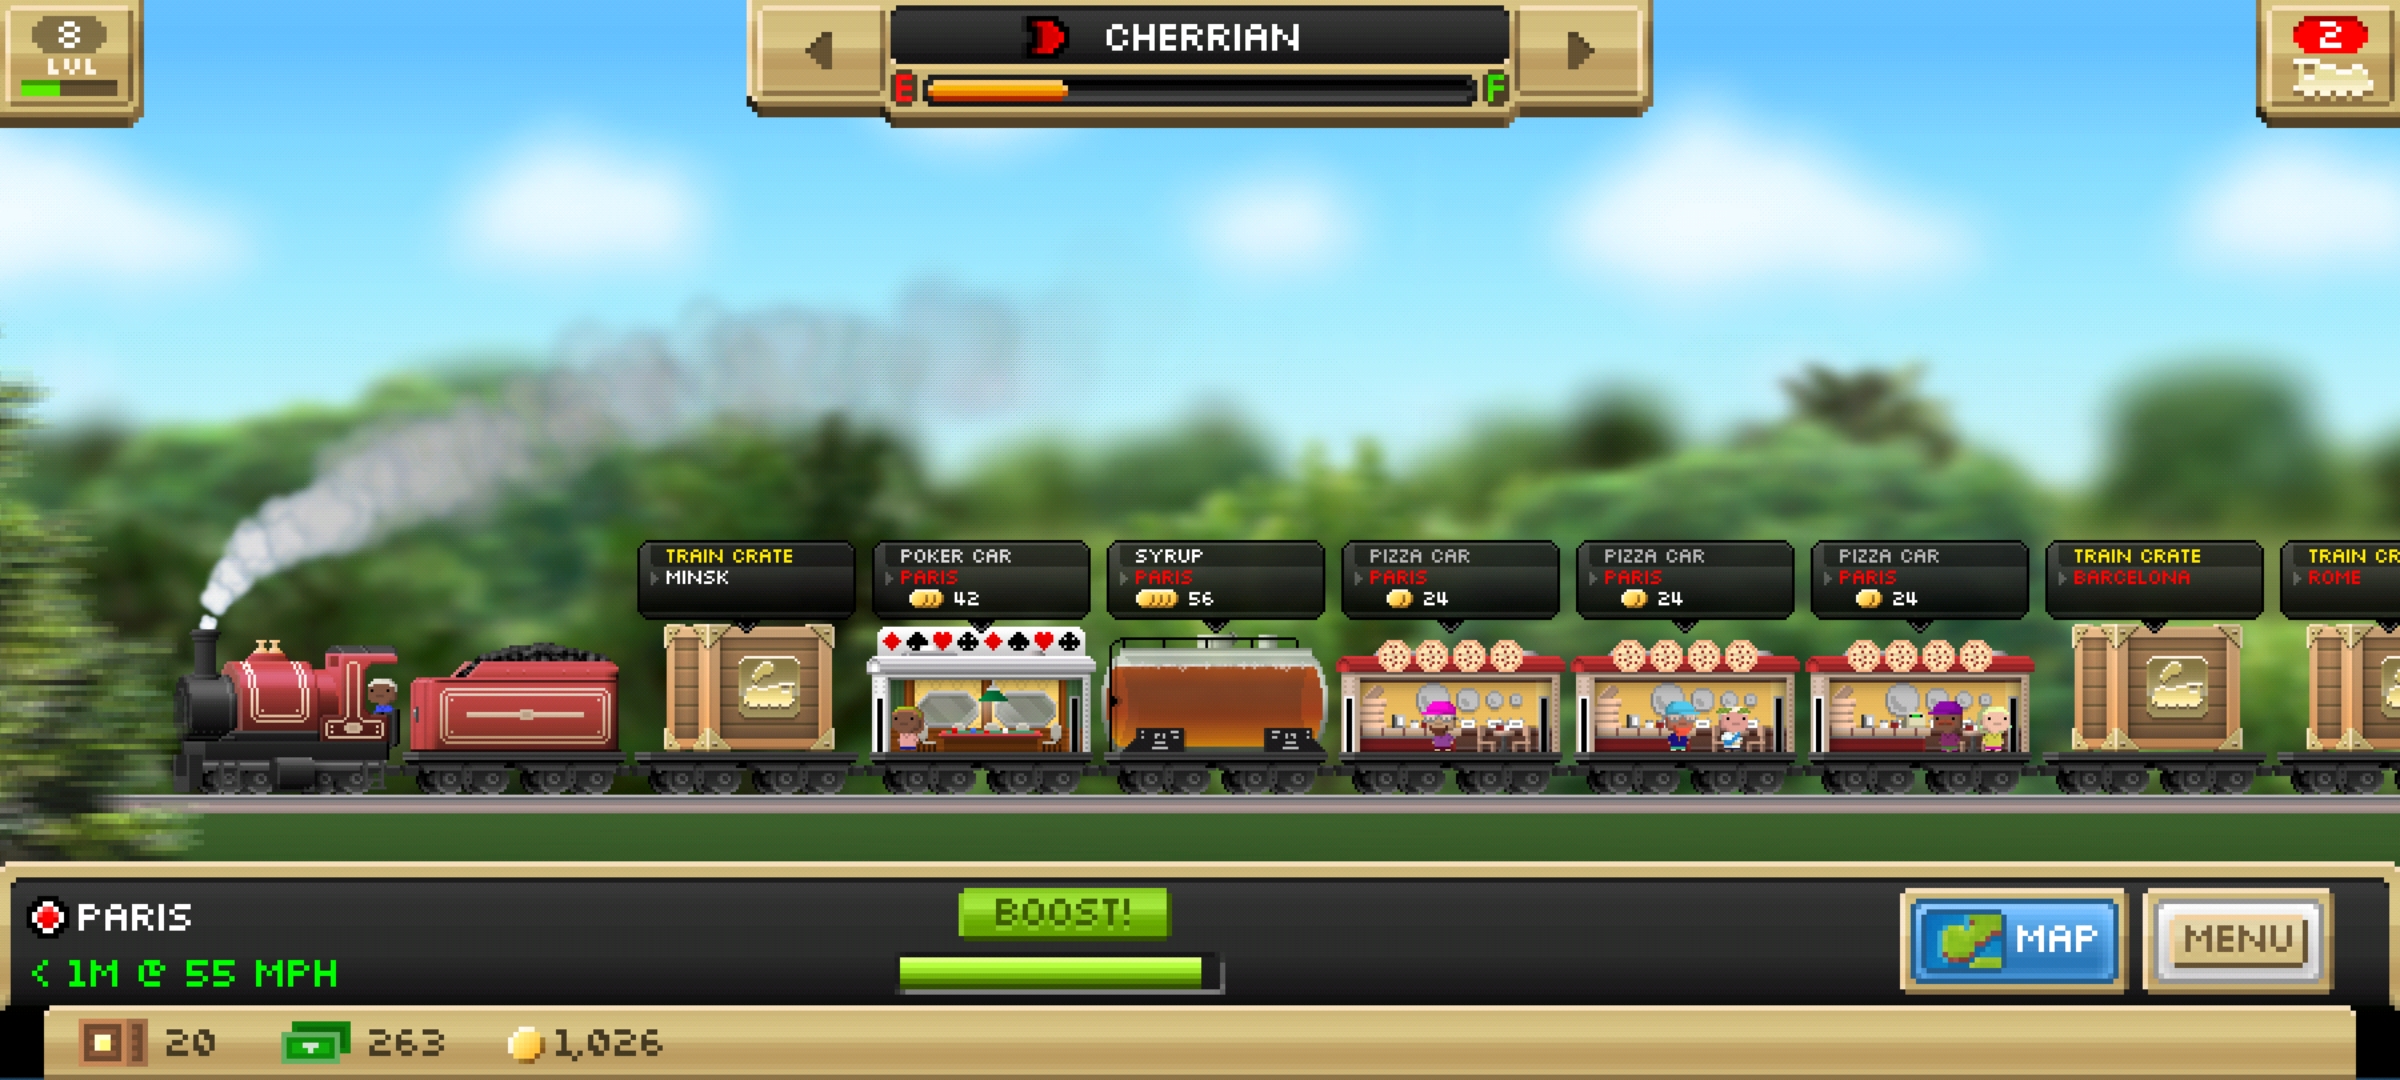 8
LVL
CHERRIAN
E F
2
TRAIN CRATE
MINSK
POKER CAR
PARIS
42
SYRUP
PARIS
56
PIZZA CAR
PARIS
24
PIZZA CAR
PARIS
24
PIZZA CAR
PARIS
24
TRAIN CRATE
BARCELONA
TRAIN CR
ROME
PARIS
< 1M @ 55 MPH
BOOST!
MAP
MENU
20
263
1,026